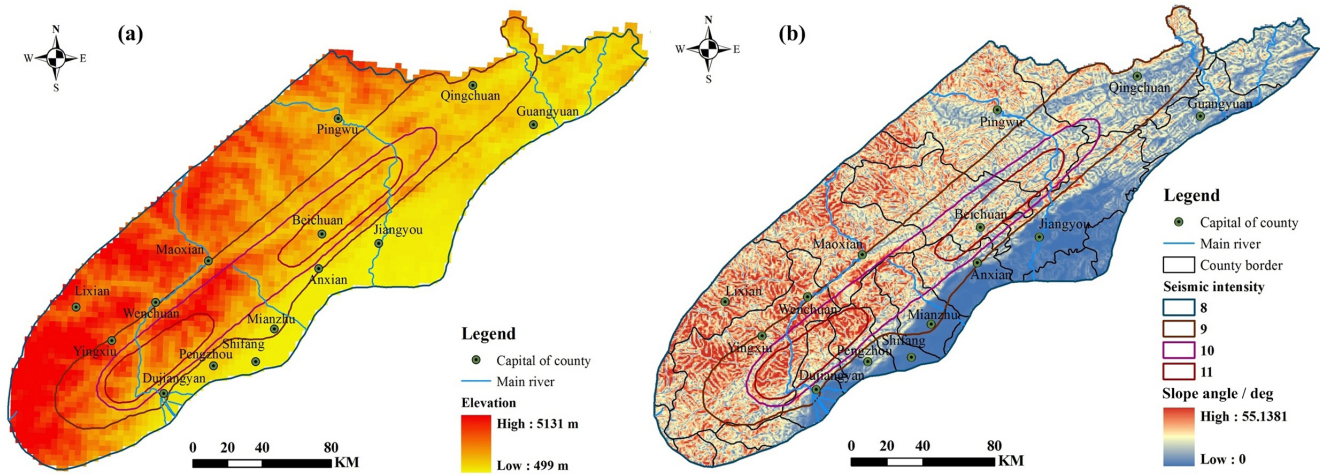 (a)
N
W
E
S
Qingchuan
Guangyuan
Pingwu
Beichuan
Jiangyou
Maoxian
Anxian
Lixian
Wenchuan
Mianzhu
Yingxiu
Shifang
Pengzhou
Dujiangyan
Legend
Capital of county
Main river
Elevation
High : 5131 m
Low : 499 m
0 20 40 80
KM
(b)
N
W
E
S
Qingchuan
Guangyuan
Pingwu
Beichuan
Jiangyou
Maoxian
Anxian
Lixian
Wenchuan
Mianzhu
Yingxiu
Shifang
Pengzhou
Dujiangyan
Legend
Capital of county
Main river
County border
Seismic intensity
8
9
10
11
Slope angle / deg
High : 55.1381
Low : 0
0 20 40 80
KM